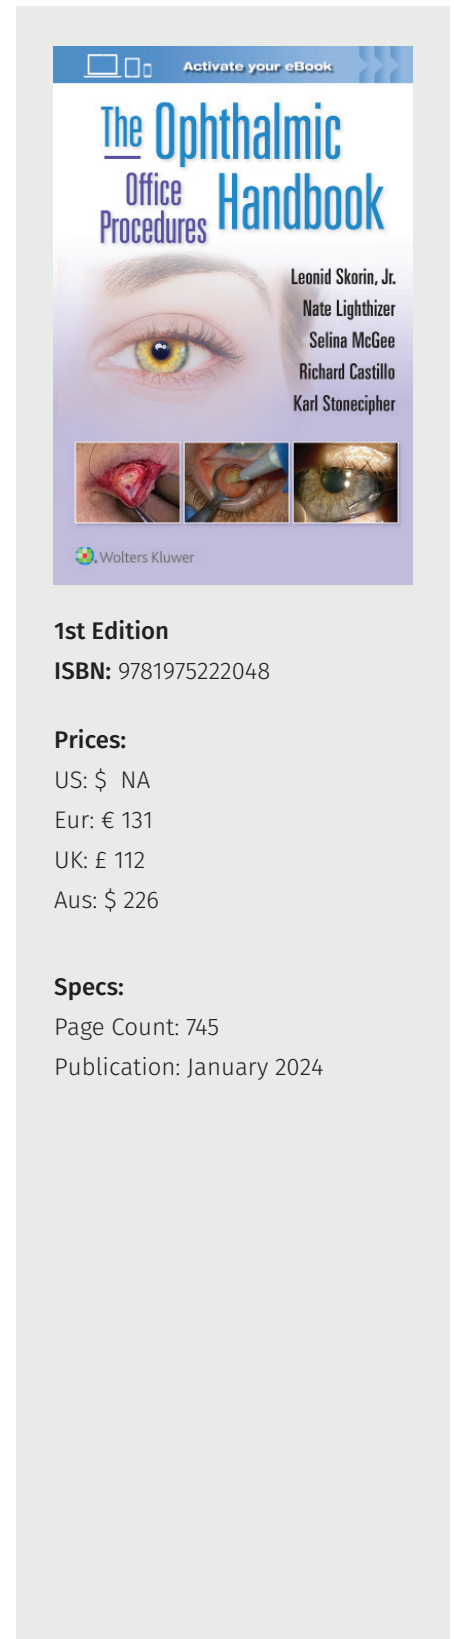 Activate your eBook
The Ophthalmic
Office
Procedures
Handbook
Leonid Skorin, Jr.
Nate Lighthizer
Selina McGee
Richard Castillo
Karl Stonecipher
Wolters Kluwer
1st Edition
ISBN: 9781975222048
Prices:
US: $  NA
Eur: € 131
UK: £ 112
Aus: $ 226
Specs:
Page Count: 745
Publication: January 2024